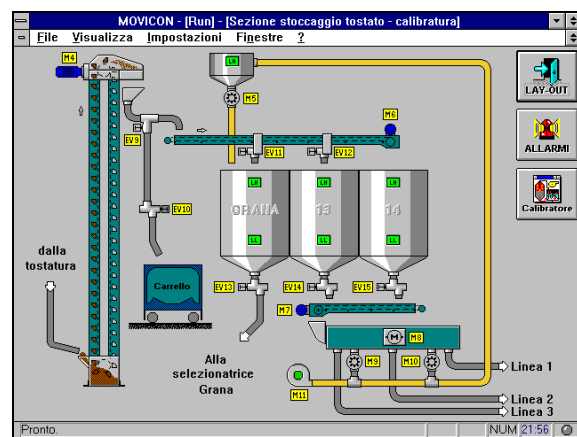 MOVICON - [Run] - [Sezione stoccaggio tostato - calibratura]
File Visualizza Impostazioni Finestre ?
M4
LH
M5
M6
LAY-OUT
EV9
EV11
EV12
ALLARMI
LH
LH
LH
EV10
GRANA
13
14
Calibratore
LL
LL
LL
dalla
tostatura
Carrello
EV13
EV14
EV15
M7
M8
M
Alla
selezionatrice
Grana
M9
M10
Linea 1
M11
Linea 2
Linea 3
Pronto.
NUM 21:56